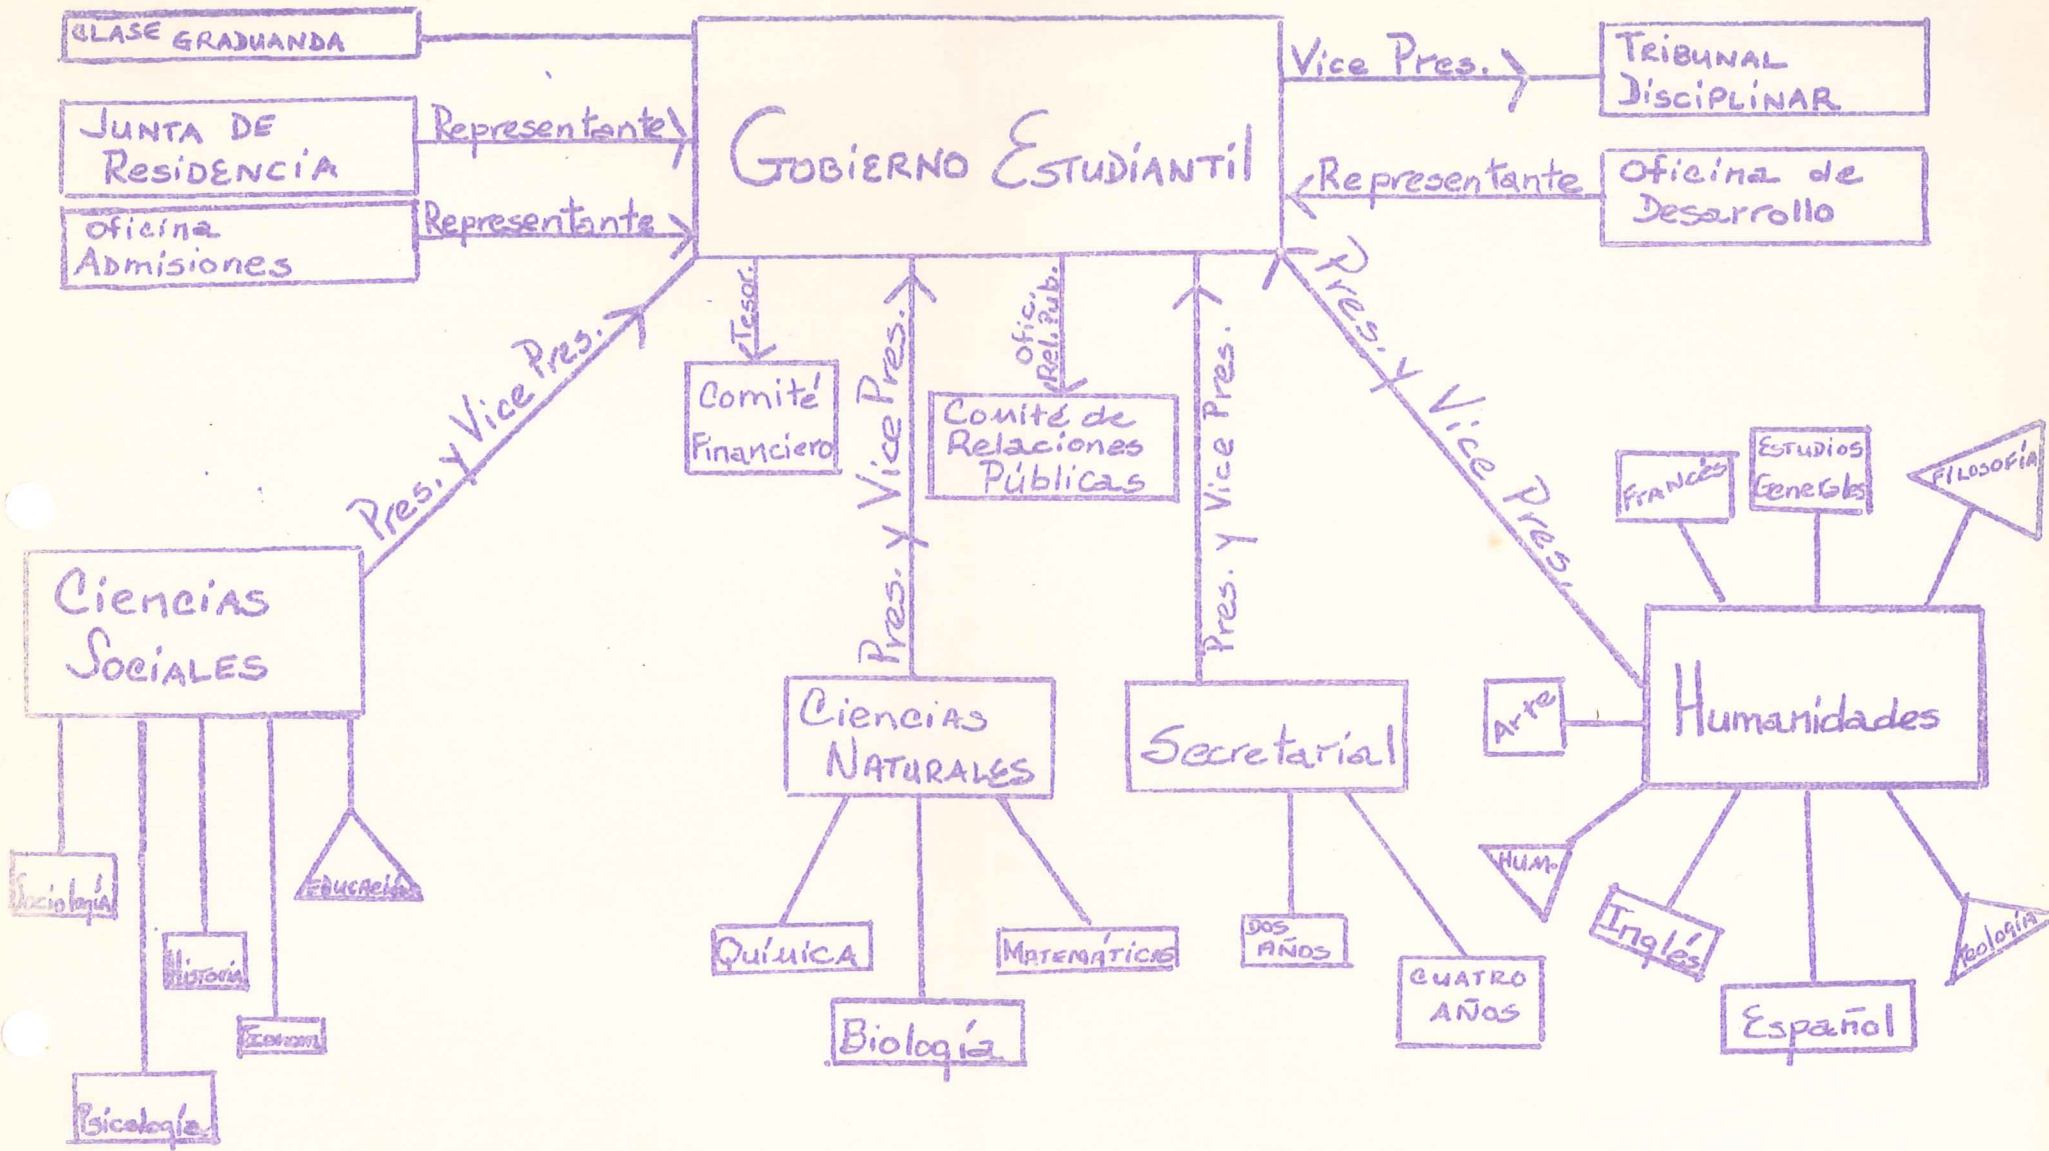 CLASE GRADUANDA
JUNTA DE
RESIDENCIA
Representante
Oficina
Admisiones
Representante
GOBIERNO ESTUDIANTIL
Vice Pres.
TRIBUNAL
DISCIPLINAR
Representante
Oficina de
Desarrollo
Pres. y Vice Pres.
Tesor.
Comité
Financiero
Pres. y Vice Pres.
Ofic.
Rel. Púb.
Comité de
Relaciones
Públicas
Pres. y Vice Pres.
Pres. y Vice Pres.
Ciencias
Sociales
Sociología
Psicología
Historia
Econom.
Educación
Ciencias
NATURALES
Química
Biología
MATEMÁTICAS
Secretarial
DOS
AÑOS
CUATRO
AÑOS
Humanidades
FRANCÉS
ESTUDIOS
Generales
FILOSOFÍA
Arte
HUM.
Inglés
Español
Teología